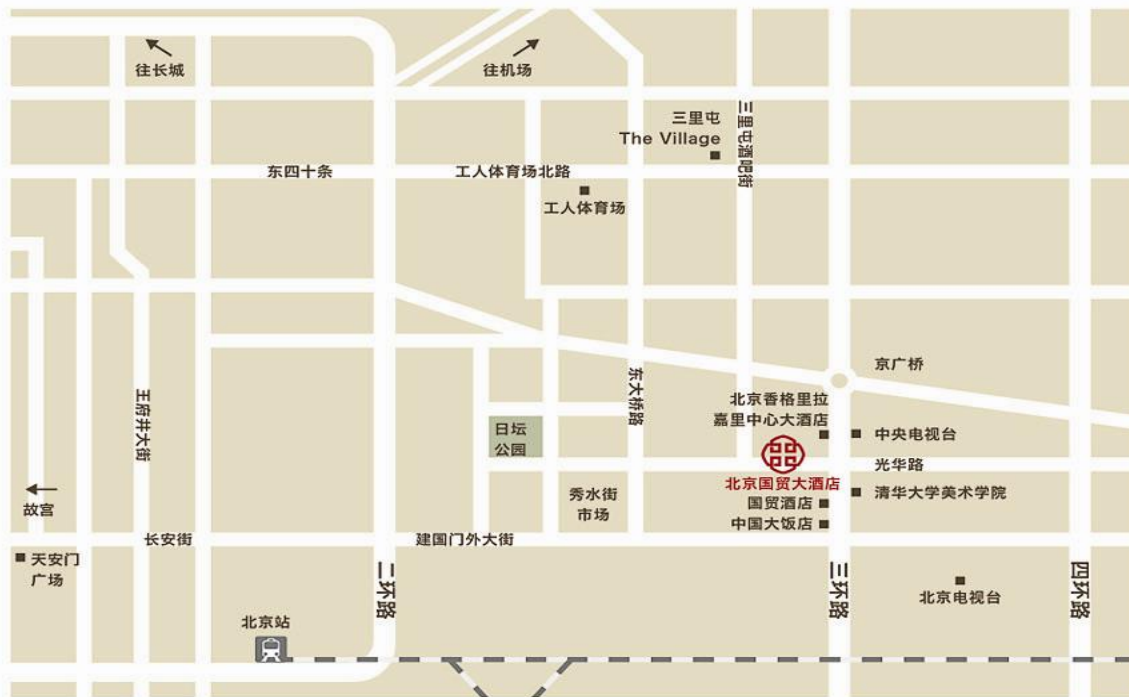 往长城
往机场
三里屯
The Village
三里屯酒吧街
东四十条
工人体育场北路
工人体育场
京广桥
东大桥路
王府井大街
北京香格里拉
嘉里中心大酒店
日坛
公园
中央电视台
光华路
北京国贸大酒店
清华大学美术学院
秀水街
市场
国贸酒店
中国大饭店
故宫
长安街
建国门外大街
天安门
广场
二环路
三环路
四环路
北京电视台
北京站